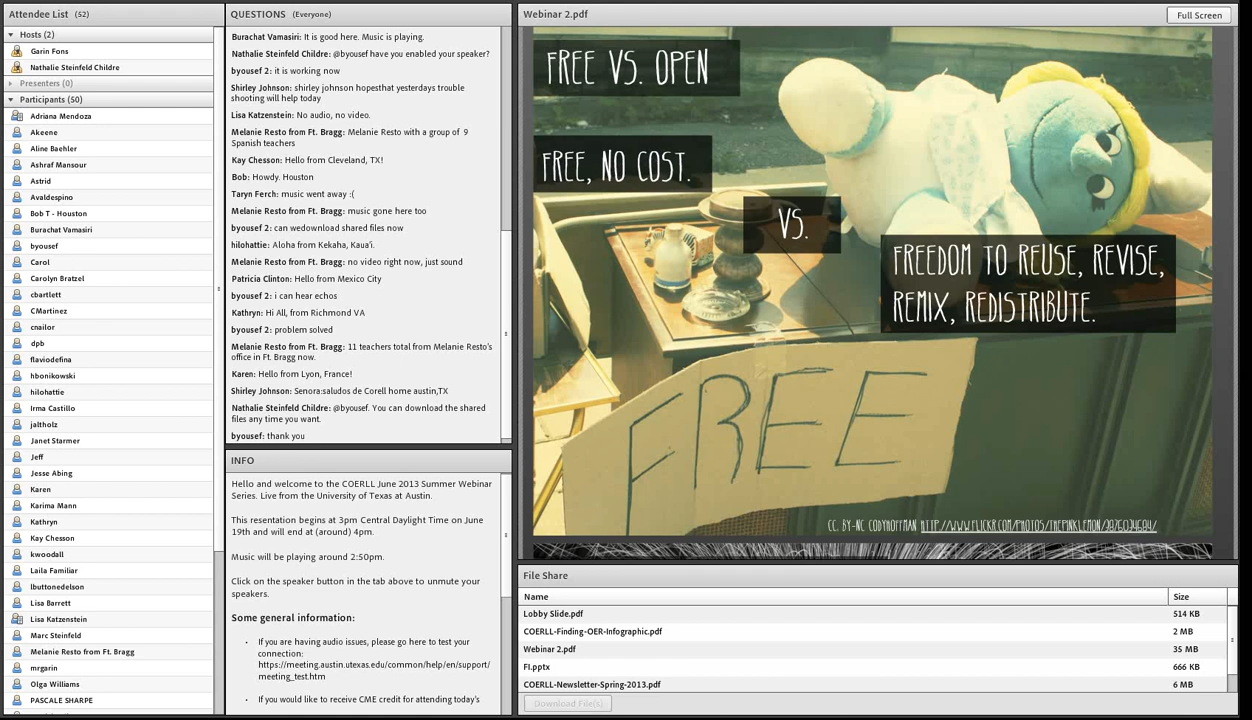 Attendee List (52)
Hosts (2)
Garin Fons
Nathalie Steinfeld Childre
Presenters (0)
Participants (50)
Adriana Mendoza
Akeene
Aline Baehler
Ashraf Mansour
Astrid
Avaldespino
Bob T - Houston
Burachat Vamasiri
byousef
Carol
Carolyn Bratzel
cbartlett
CMartinez
cnailor
dpb
flaviodefina
hbonikowski
hilohattie
Irma Castillo
jaltholz
Janet Starmer
Jeff
Jesse Abing
Karen
Karima Mann
Kathryn
Kay Chesson
kwoodall
Laila Familiar
lbuttonedelson
Lisa Barrett
Lisa Katzenstein
Marc Steinfeld
Melanie Resto from Ft. Bragg
mrgarin
Olga Williams
PASCALE SHARPE
QUESTIONS (Everyone)
Burachat Vamasiri: It is good here. Music is playing.
Nathalie Steinfeld Childre: @byousef have you enabled your speaker?
byousef 2: it is working now
Shirley Johnson: shirley johnson hopesthat yesterdays trouble
shooting will help today
Lisa Katzenstein: No audio, no video.
Melanie Resto from Ft. Bragg: Melanie Resto with a group of 9
Spanish teachers
Kay Chesson: Hello from Cleveland, TX!
Bob: Howdy. Houston
Taryn Ferch: music went away :(
Melanie Resto from Ft. Bragg: music gone here too
byousef 2: can wedownload shared files now
hilohattie: Aloha from Kekaha, Kaua'i.
Melanie Resto from Ft. Bragg: no video right now, just sound
Patricia Clinton: Hello from Mexico City
byousef 2: i can hear echos
Kathryn: Hi All, from Richmond VA
byousef 2: problem solved
Melanie Resto from Ft. Bragg: 11 teachers total from Melanie Resto's
office in Ft. Bragg now.
Karen: Hello from Lyon, France!
Shirley Johnson: Senora:saludos de Corell home austin,TX
Nathalie Steinfeld Childre: @byousef. You can download the shared
files any time you want.
byousef: thank you
INFO
Hello and welcome to the COERLL June 2013 Summer Webinar
Series. Live from the University of Texas at Austin.
This resentation begins at 3pm Central Daylight Time on June
19th and will end at (around) 4pm.
Music will be playing around 2:50pm.
Click on the speaker button in the tab above to unmute your
speakers.
Some general information:
• If you are having audio issues, please go here to test your
connection:
https://meeting.austin.utexas.edu/common/help/en/support/
meeting_test.htm
• If you would like to receive CME credit for attending today's
Webinar 2.pdf
Full Screen
FREE VS. OPEN
FREE, NO COST.
VS.
FREEDOM TO REUSE, REVISE,
REMIX, REDISTRIBUTE.
FREE
CC. BY-NC CODYHOFFMAN HTTP://WWW.FLICKR.COM/PHOTOS/THEPINKLEMON/
File Share
Name Size
Lobby Slide.pdf 514 KB
COERLL-Finding-OER-Infographic.pdf 2 MB
Webinar 2.pdf 35 MB
FI.pptx 666 KB
COERLL-Newsletter-Spring-2013.pdf 6 MB
Download File(s)